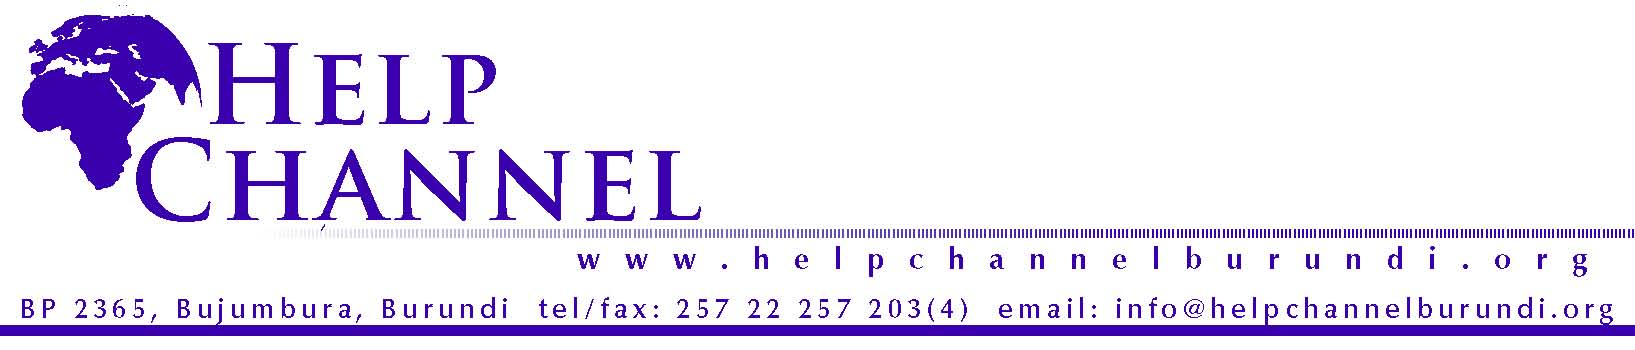 HELP
CHANNEL
www.helpchannelburundi.org
BP 2365, Bujumbura, Burundi tel/fax: 257 22 257 203(4) email: info@helpchannelburundi.org